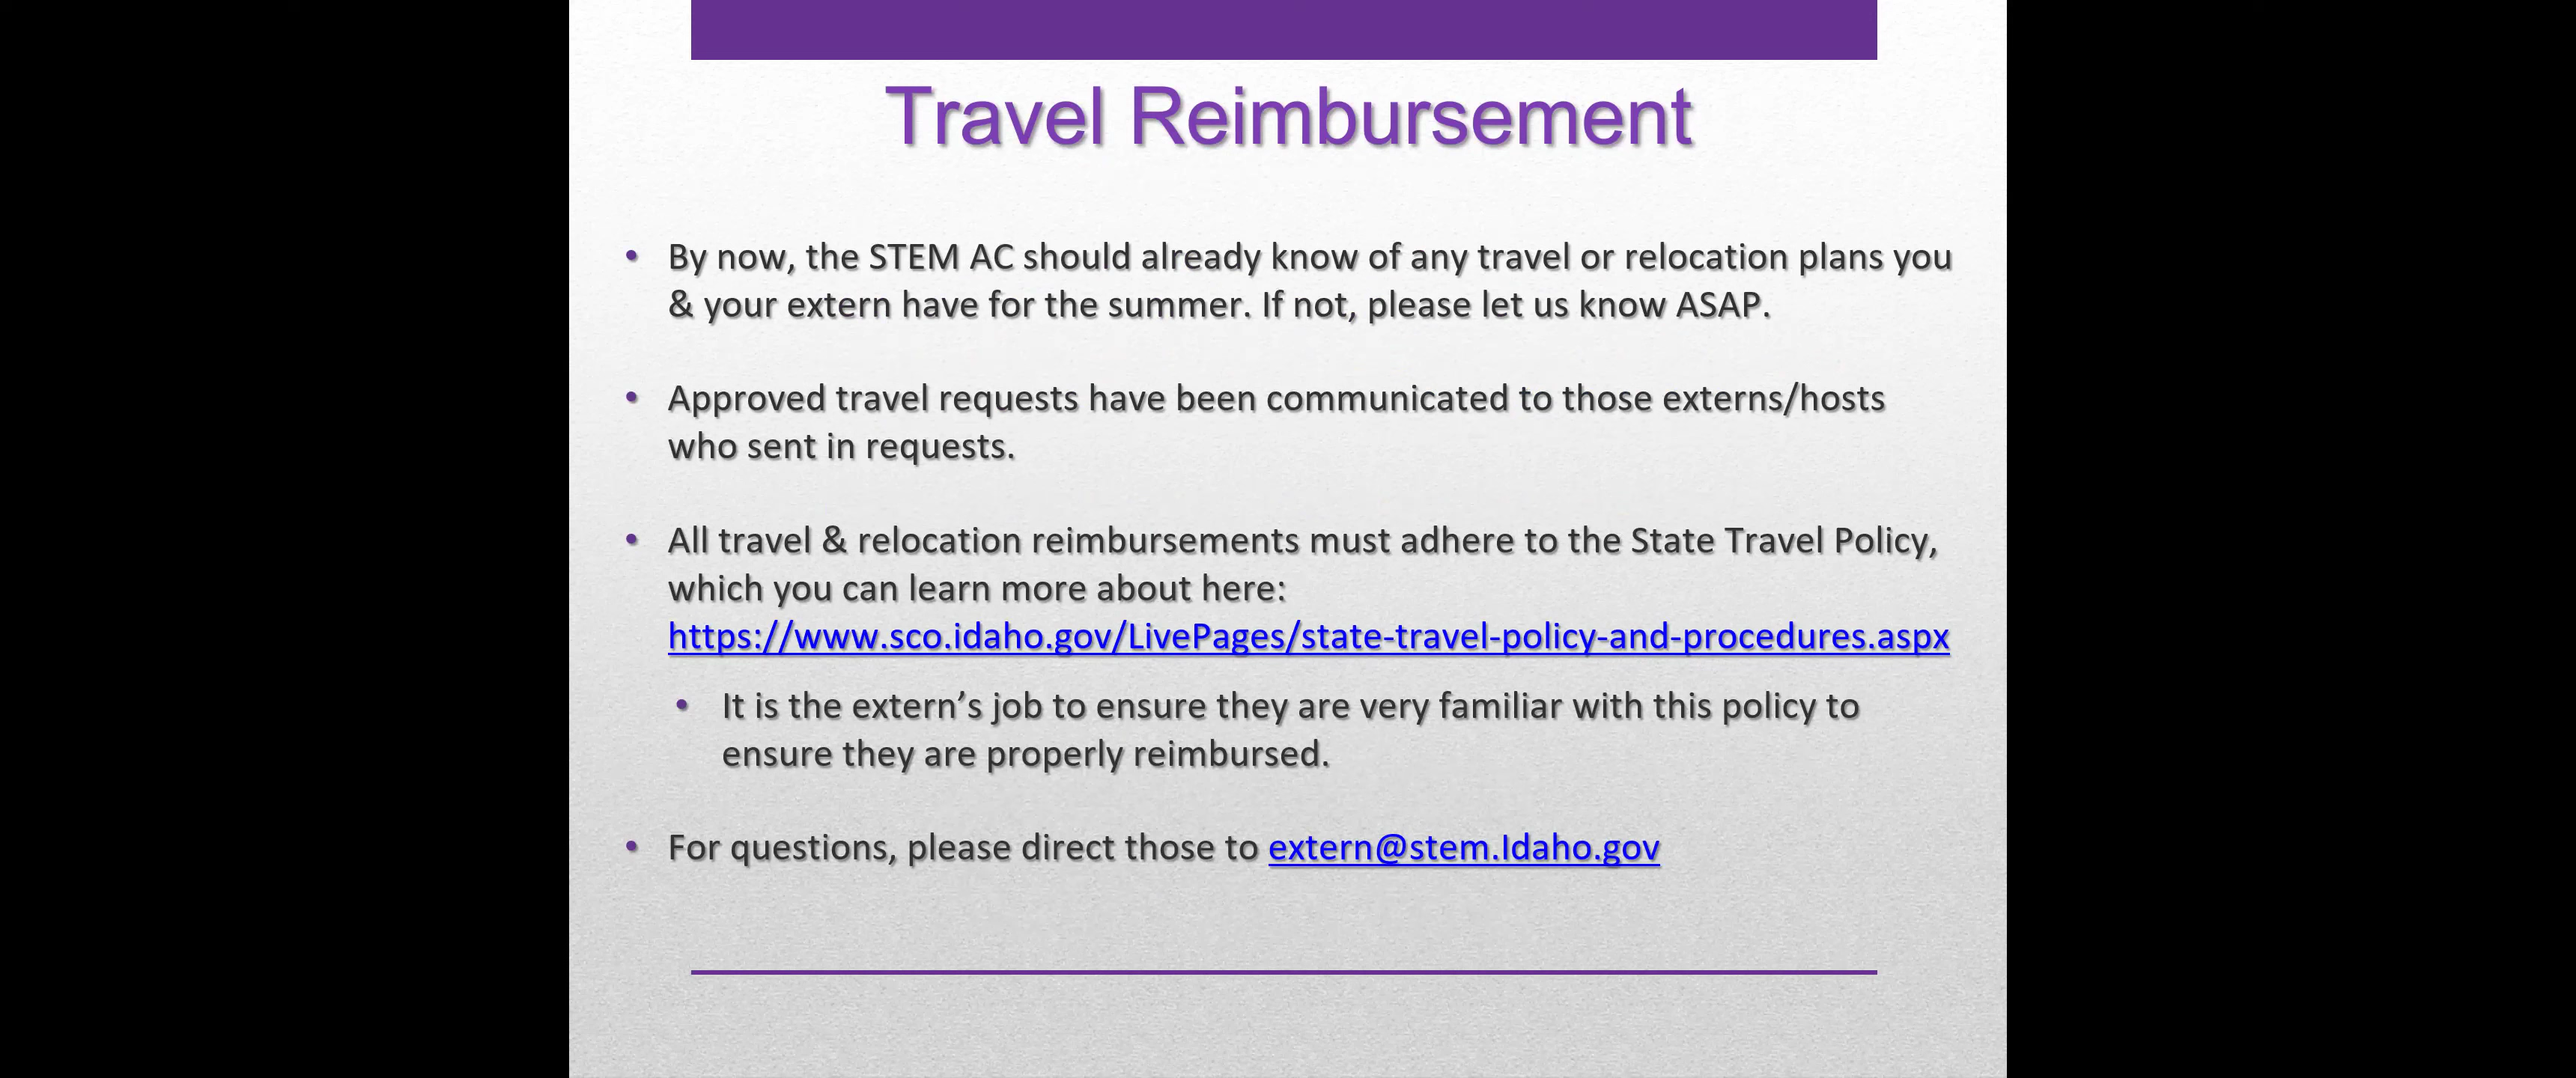 Travel Reimbursement
• By now, the STEM AC should already know of any travel or relocation plans you
& your extern have for the summer. If not, please let us know ASAP.
• Approved travel requests have been communicated to those externs/hosts
who sent in requests.
• All travel & relocation reimbursements must adhere to the State Travel Policy,
which you can learn more about here:
https://www.sco.idaho.gov/LivePages/state-travel-policy-and-procedures.aspx
• It is the extern’s job to ensure they are very familiar with this policy to
ensure they are properly reimbursed.
• For questions, please direct those to extern@stem.Idaho.gov